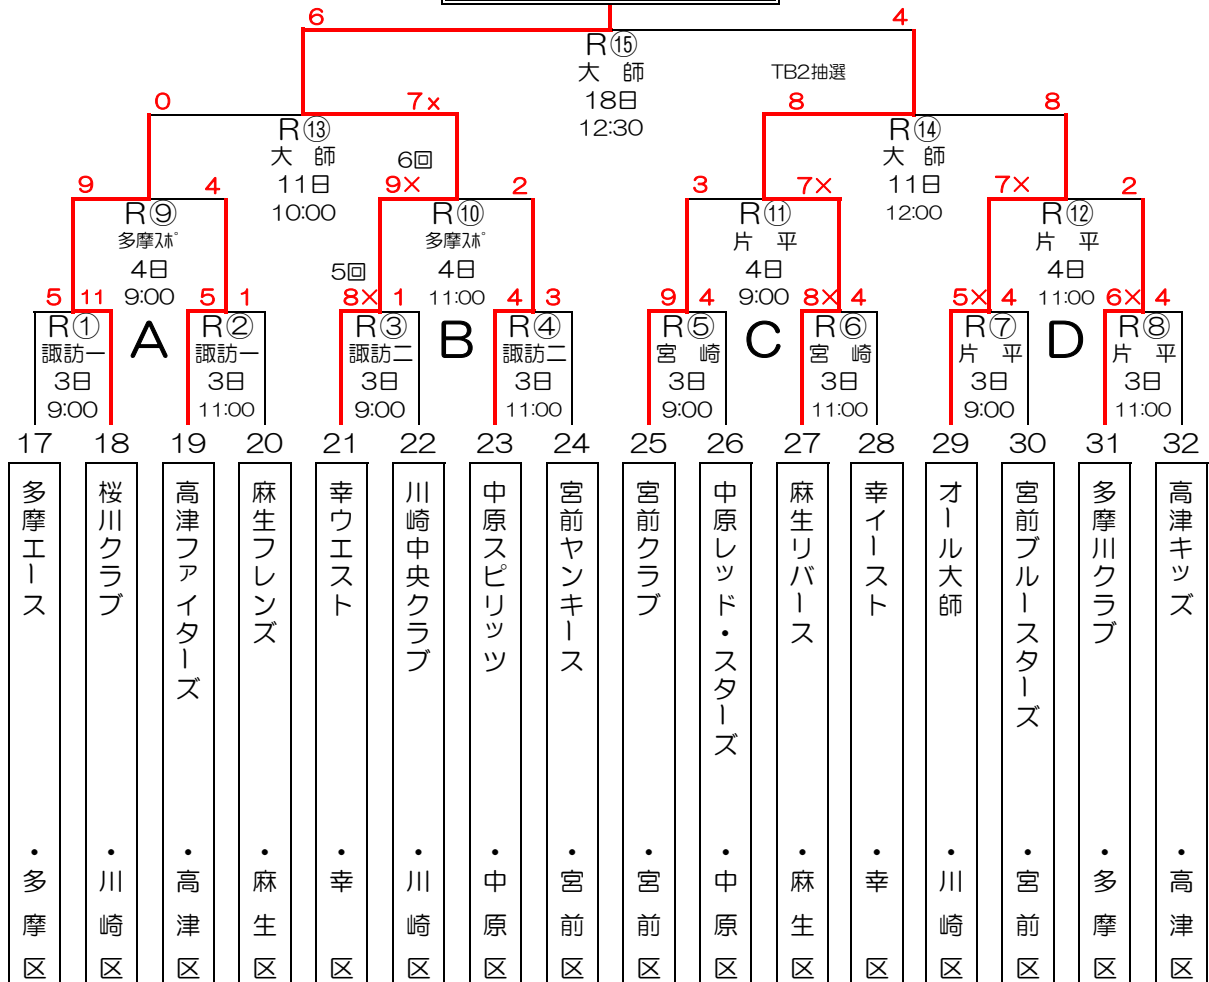 6 4
R⑮
大 師
18日
12:30
TB2抽選
0 7× 8 8
R⑬
大 師
11日
10:00
6回
R⑭
大 師
11日
12:00
9 4 9× 2 3 7× 7× 2
R⑨
多摩スポ
4日
9:00
R⑩
多摩スポ
4日
11:00
R⑪
片 平
4日
9:00
R⑫
片 平
4日
11:00
5回
5 11 5 1 8× 1 4 3 9 4 8× 4 5× 4 6× 4
A B C D
R①
諏訪一
3日
9:00
R②
諏訪一
3日
11:00
R③
諏訪二
3日
9:00
R④
諏訪二
3日
11:00
R⑤
宮 崎
3日
9:00
R⑥
宮 崎
3日
11:00
R⑦
片 平
3日
9:00
R⑧
片 平
3日
11:00
17 18 19 20 21 22 23 24 25 26 27 28 29 30 31 32
多摩エース ・多摩区
桜川クラブ ・川崎区
高津ファイターズ ・高津区
麻生フレンズ ・麻生区
幸ウエスト ・幸 区
川崎中央クラブ ・川崎区
中原スピリッツ ・中原区
宮前ヤンキース ・宮前区
宮前クラブ ・宮前区
中原レッド・スターズ ・中原区
麻生リバース ・麻生区
幸イースト ・幸 区
オール大師 ・川崎区
宮前ブルースターズ ・宮前区
多摩川クラブ ・多摩区
高津キッズ ・高津区